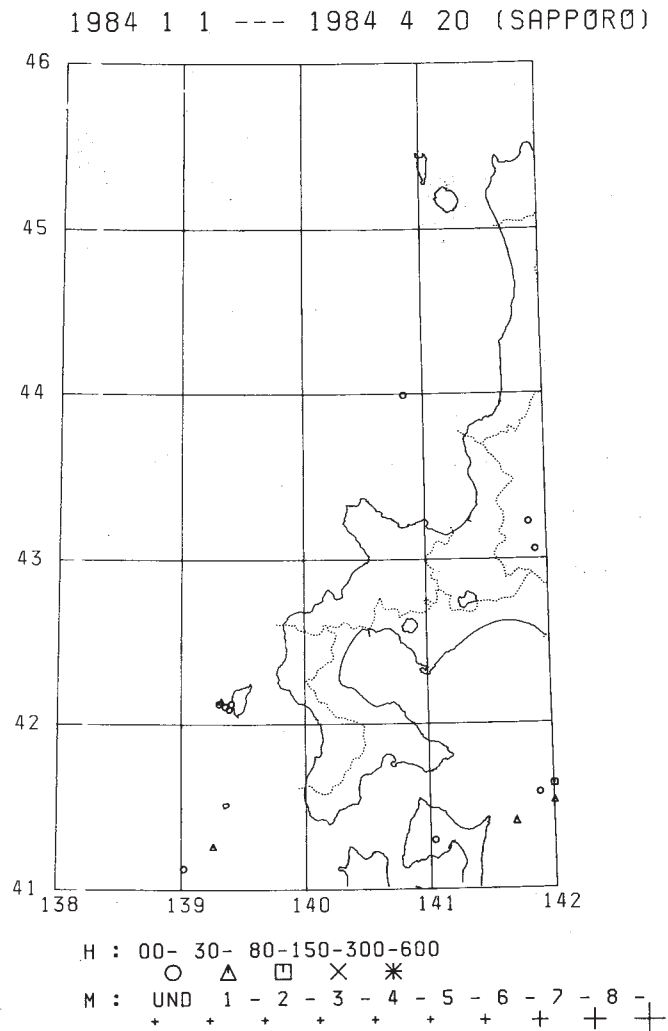 1984 1 1 --- 1984 4 20 (SAPPORO)
46
45
44
43
42
41
138 139 140 141 142
H : 00- 30- 80-150-300-600
M : UND 1 - 2 - 3 - 4 - 5 - 6 - 7 - 8 -